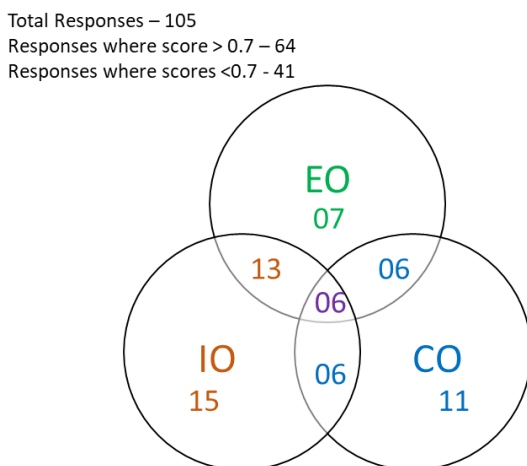 Total Responses – 105
Responses where score > 0.7 – 64
Responses where scores <0.7 - 41
EO
07
13
06
06
IO
06
CO
15
11